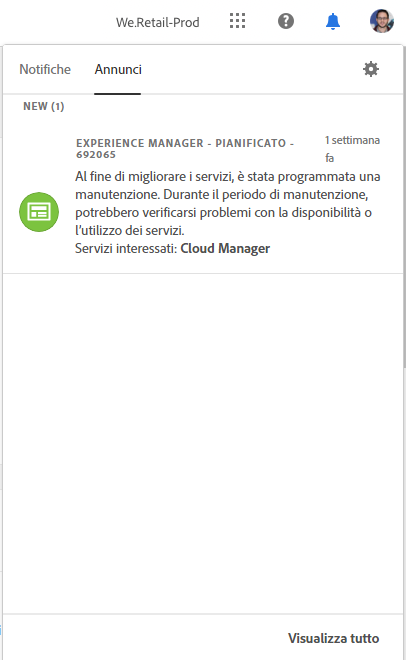 We.Retail-Prod
Notifiche Annunci
NEW (1)
EXPERIENCE MANAGER - PIANIFICATO - 1 settimana
692065 fa
Al fine di migliorare i servizi, è stata programmata una
manutenzione. Durante il periodo di manutenzione,
potrebbero verificarsi problemi con la disponibilità o
l'utilizzo dei servizi.
Servizi interessati: Cloud Manager
Visualizza tutto